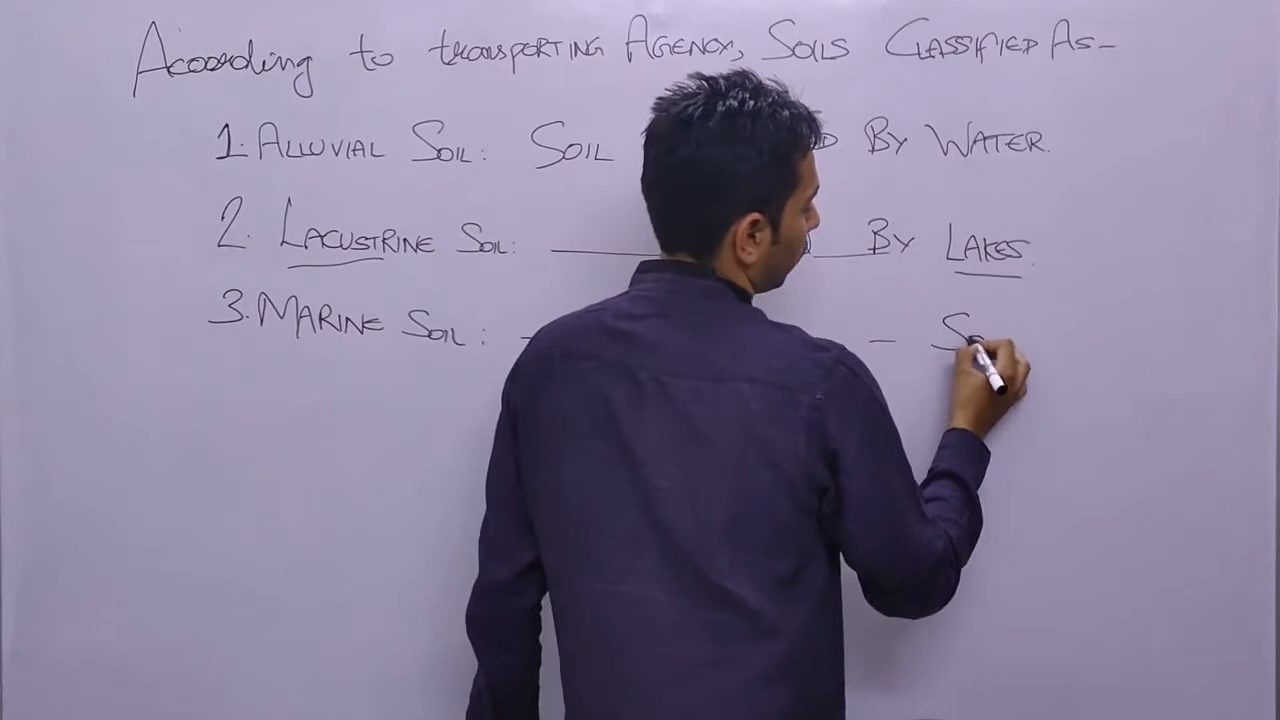 According to transporting Agency, Soils Classified As-
1. Alluvial Soil: Soil By Water.
2. Lacustrine Soil: By Lakes.
3. Marine Soil: